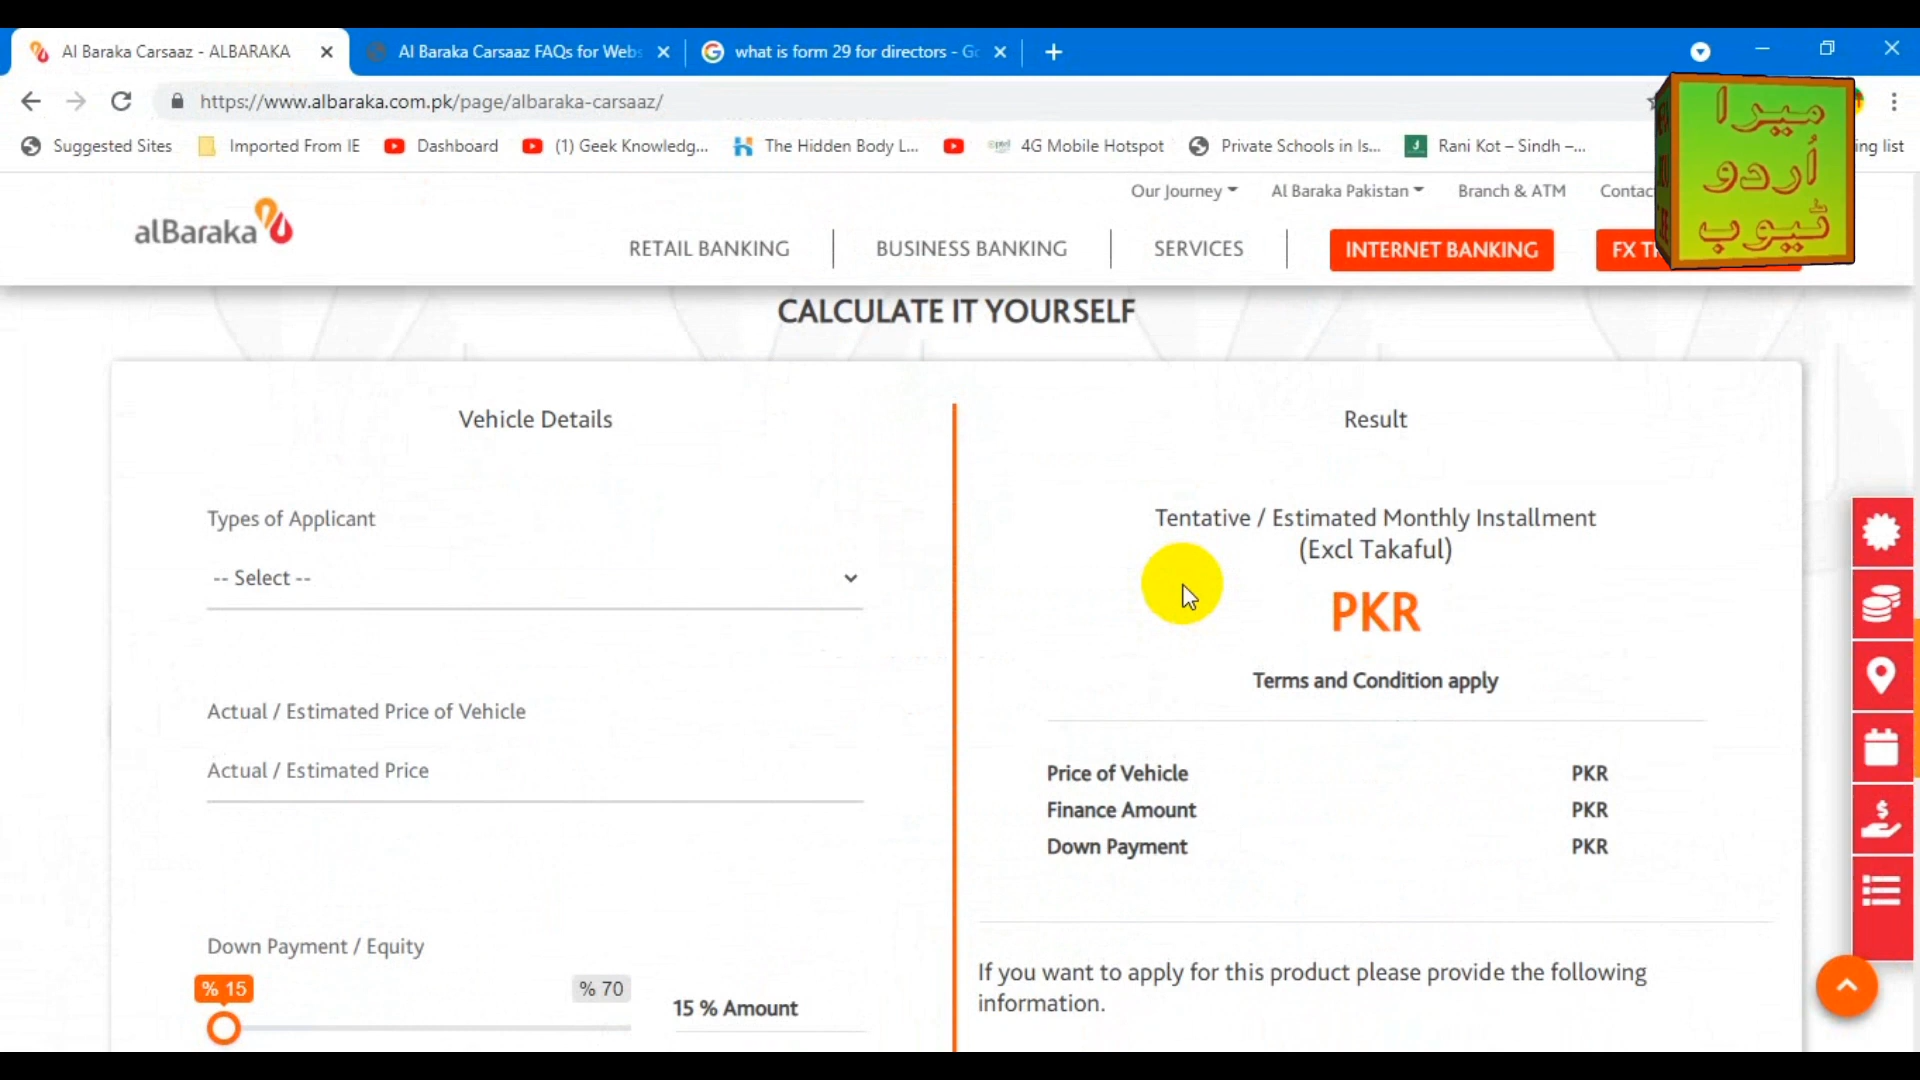 Al Baraka Carsaaz - ALBARAKA
Al Baraka Carsaaz FAQs for Webs
what is form 29 for directors - Go
https://www.albaraka.com.pk/page/albaraka-carsaaz/
Suggested Sites
Imported From IE
Dashboard
(1) Geek Knowledg...
The Hidden Body L...
4G Mobile Hotspot
Private Schools in Is...
Rani Kot – Sindh –...
ing list
میرا
اُردو
ٹیوب
Our Journey
Al Baraka Pakistan
Branch & ATM
Contac
alBaraka
RETAIL BANKING
BUSINESS BANKING
SERVICES
INTERNET BANKING
FX T
CALCULATE IT YOURSELF
Vehicle Details
Types of Applicant
-- Select --
Actual / Estimated Price of Vehicle
Actual / Estimated Price
Down Payment / Equity
% 15
% 70
15 % Amount
Result
Tentative / Estimated Monthly Installment
(Excl Takaful)
PKR
Terms and Condition apply
Price of Vehicle PKR
Finance Amount PKR
Down Payment PKR
If you want to apply for this product please provide the following
information.